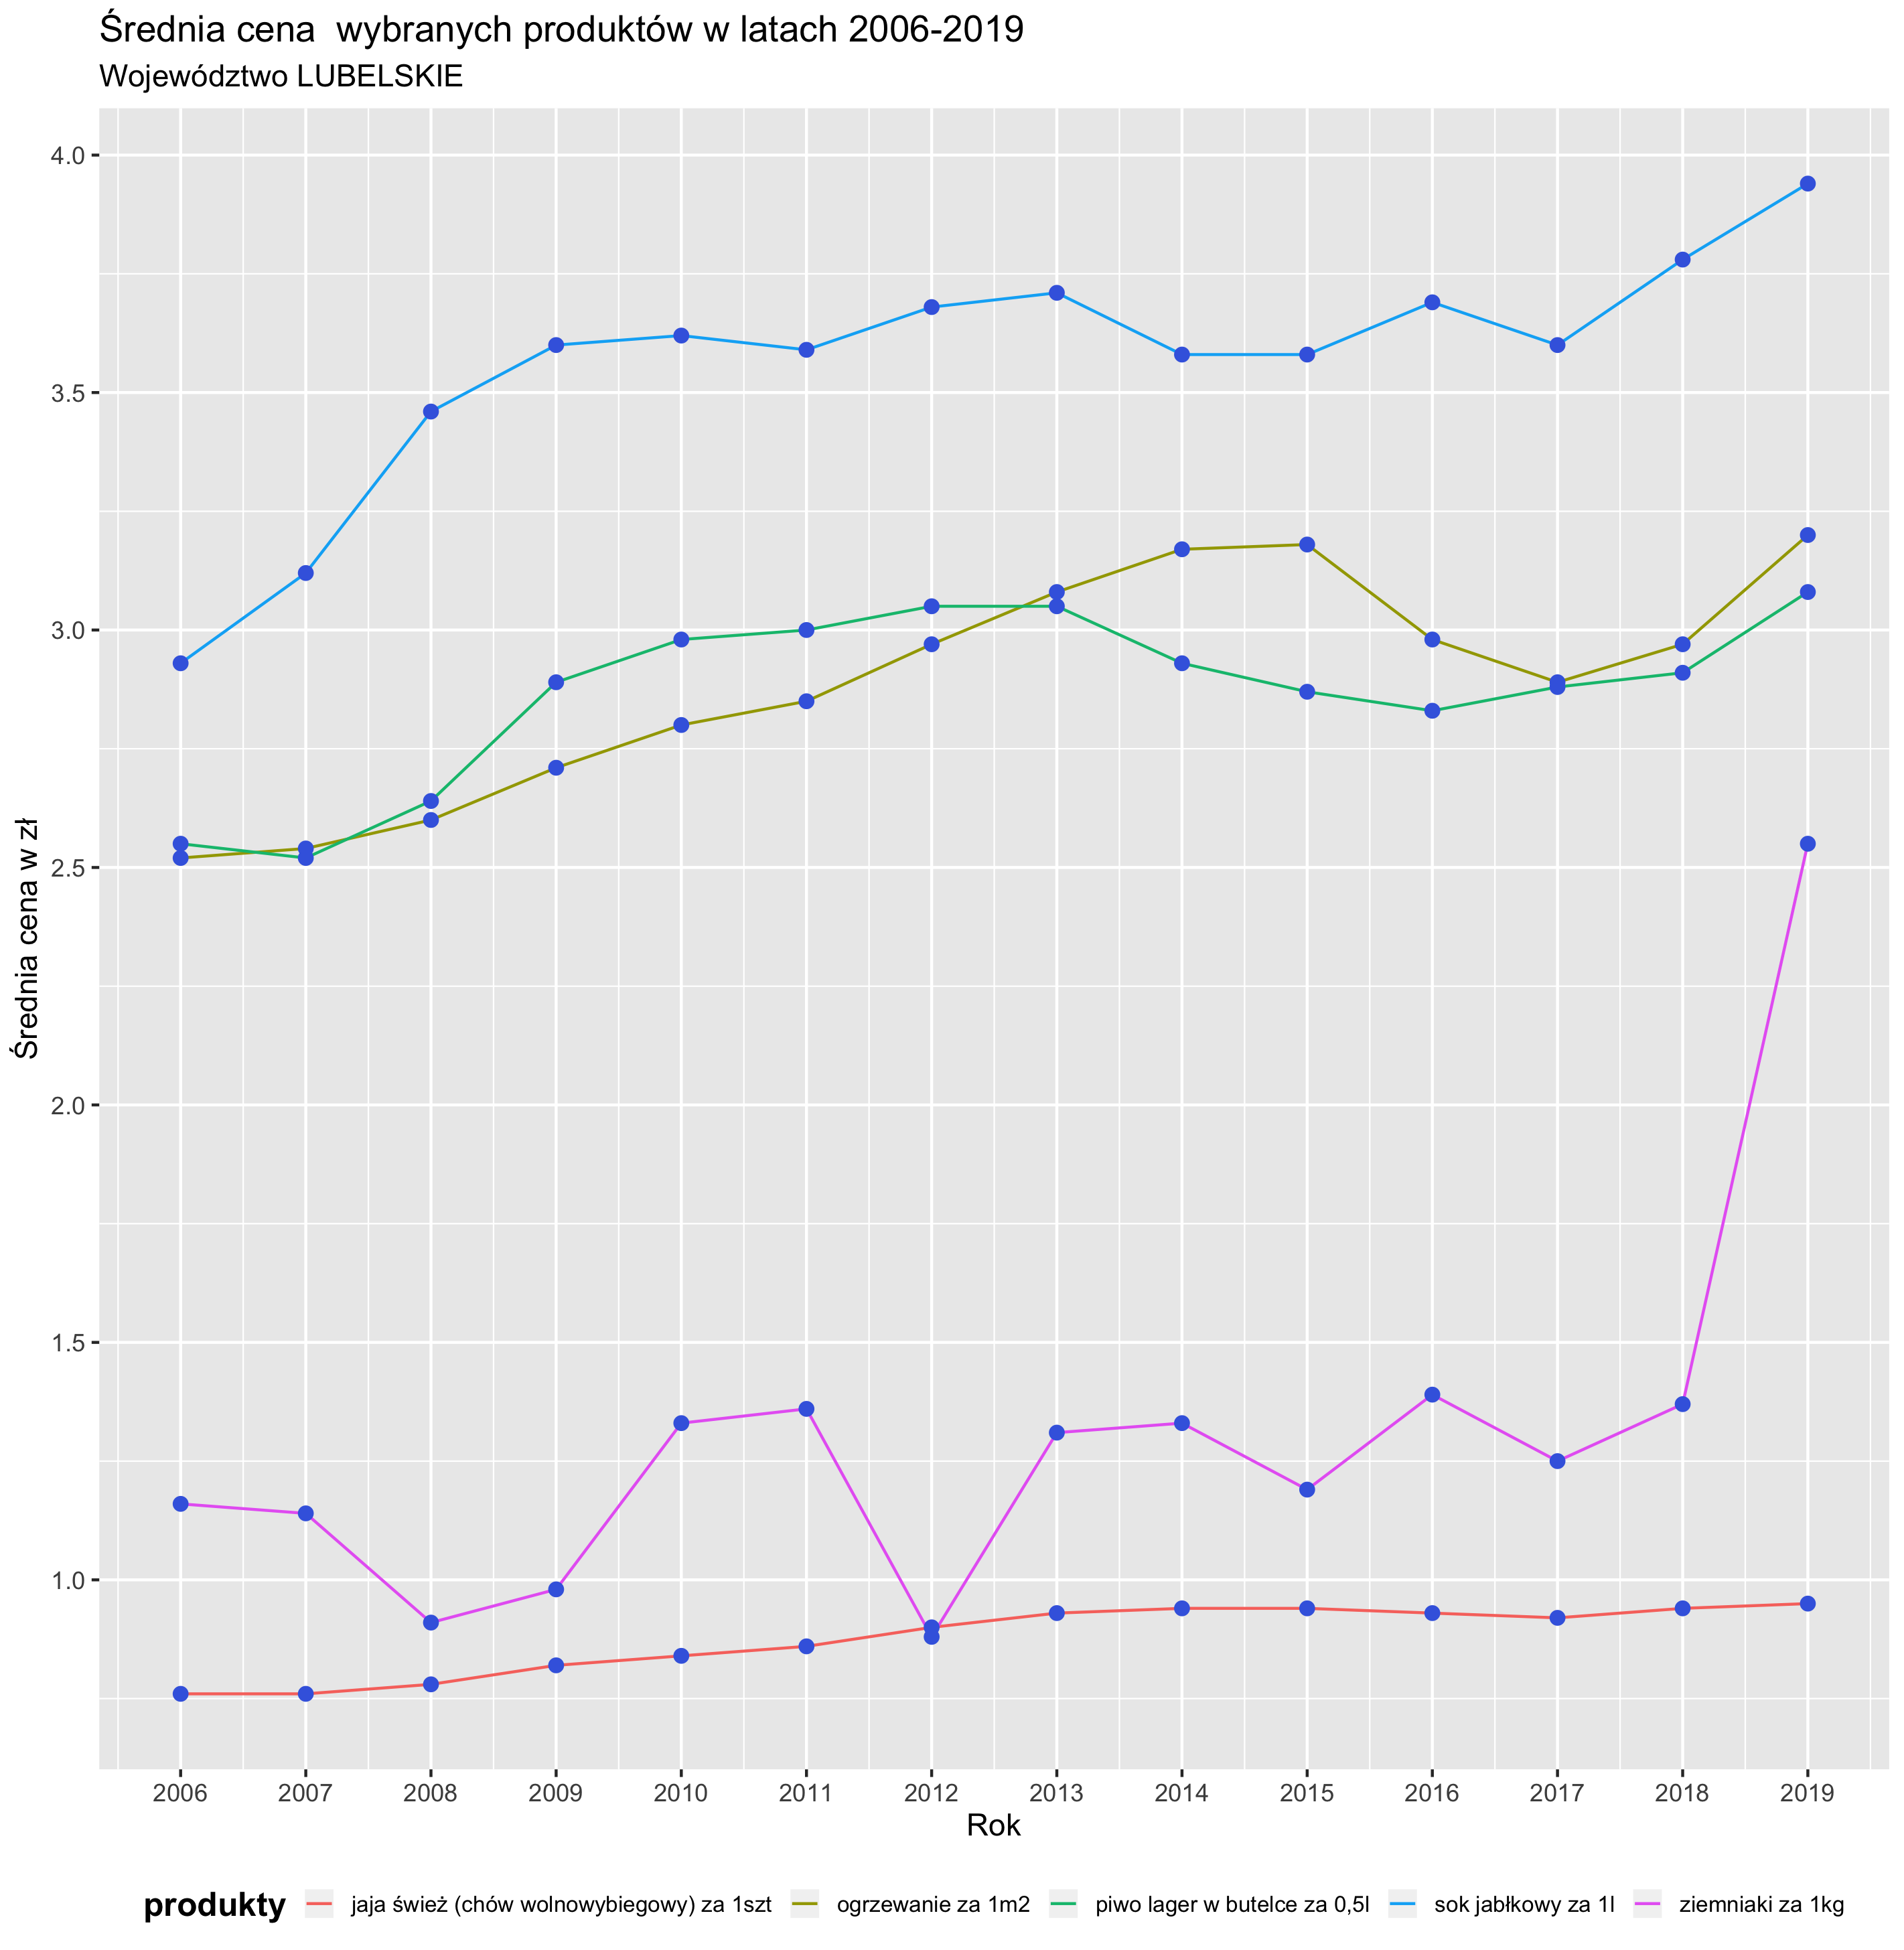 Średnia cena  wybranych produktów w latach 2006-2019
Województwo LUBELSKIE
Średnia cena w zł
4.0
3.5
3.0
2.5
2.0
1.5
1.0
2006 2007 2008 2009 2010 2011 2012 2013 2014 2015 2016 2017 2018 2019
Rok
produkty jaja śwież (chów wolnowybiegowy) za 1szt ogrzewanie za 1m2 piwo lager w butelce za 0,5l sok jabłkowy za 1l ziemniaki za 1kg